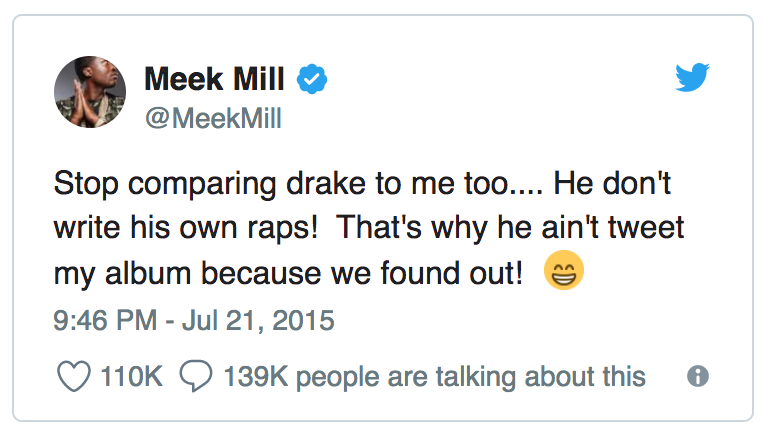 Meek Mill
@MeekMill
Stop comparing drake to me too.... He don't
write his own raps!  That's why he ain't tweet
my album because we found out! 😁
9:46 PM - Jul 21, 2015
110K 139K people are talking about this